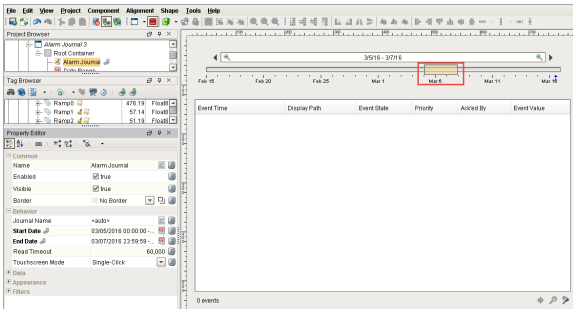 File Edit View Project Component Alignment Shape Tools Help
Project Browser
Alarm Journal 3
Root Container
Alarm Journal
Date Range
Tag Browser
Ramp0 476.19 Float8
Ramp1 57.14 Float8
Ramp2 51.19 Float8
Property Editor
Common
Name Alarm Journal
Enabled true
Visible true
Border No Border
Behavior
Journal Name <auto>
Start Date 03/05/2016 00:00:00 -...
End Date 03/07/2016 23:59:59 -...
Read Timeout 60,000
Touchscreen Mode Single-Click
Data
Appearance
Filters
3/5/16 - 3/7/16
Feb 15 Feb 20 Feb 25 Mar 1 Mar 6 Mar 11 Mar 16
Event Time Display Path Event State Priority Ack'ed By Event Value
0 events